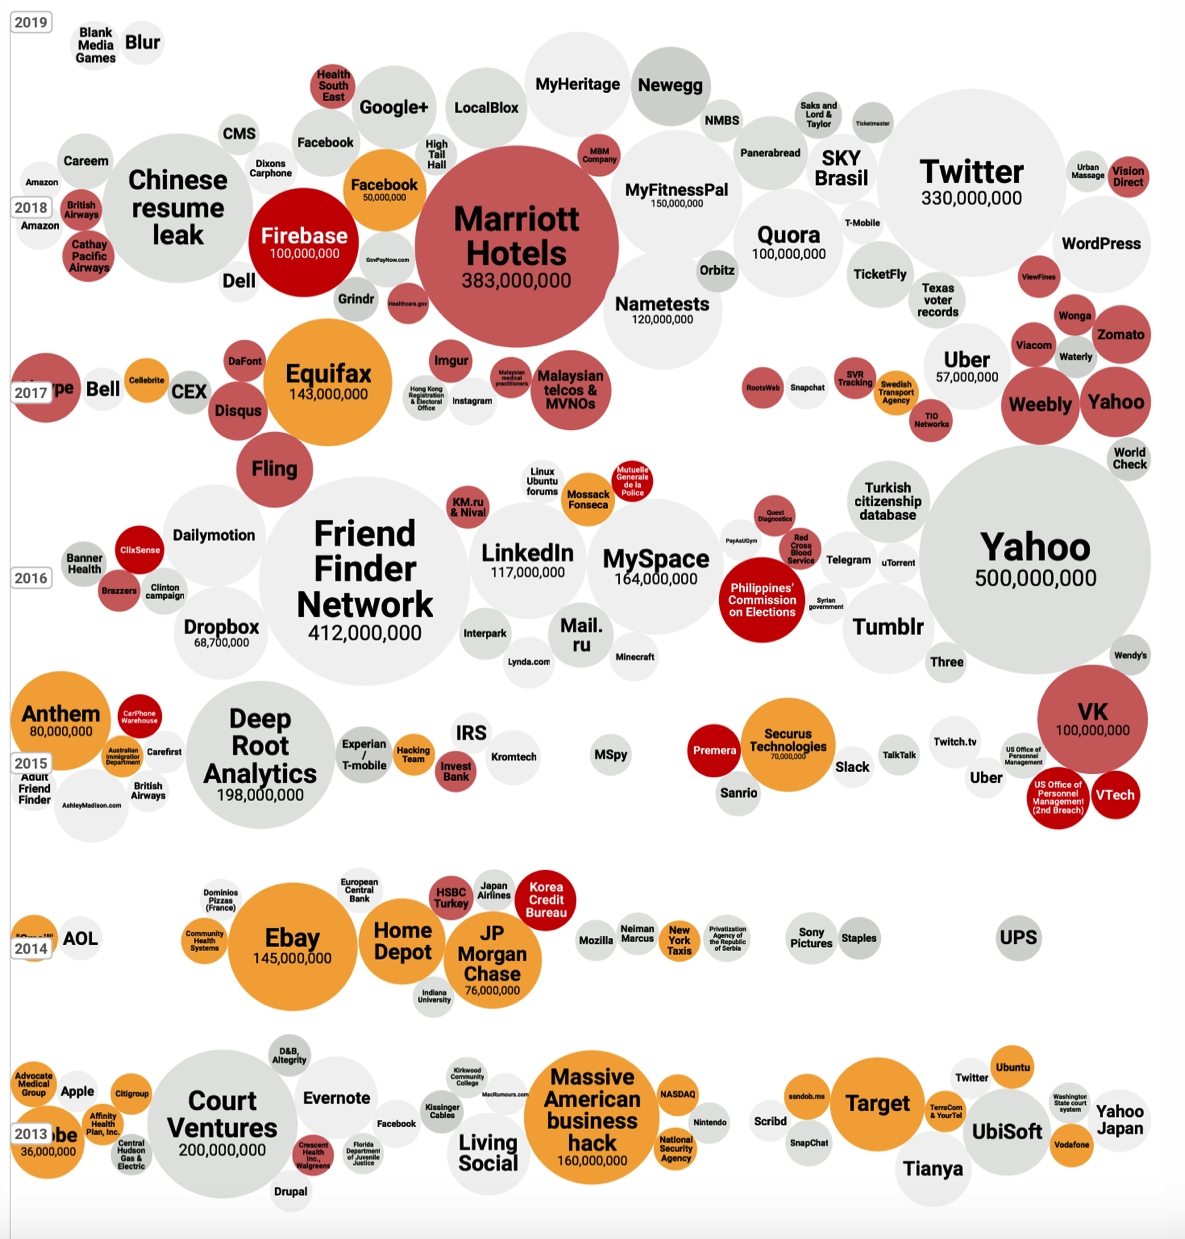 2019
Blank
Media
Games
Blur
Health
South
East
Google+
LocalBlox
MyHeritage
Newegg
NMBS
Saks and
Lord &
Taylor
Ticketmaster
CMS
Facebook
High
Tail
Hall
MBM
Company
Panerabread
SKY
Brasil
Twitter
330,000,000
Urban
Massage
Vision
Direct
Careem
Dixons
Carphone
Amazon
Chinese
resume
leak
Facebook
50,000,000
MyFitnessPal
150,000,000
2018
British
Airways
Amazon
Cathay
Pacific
Airways
Firebase
100,000,000
Marriott
Hotels
383,000,000
T-Mobile
Quora
100,000,000
WordPress
Dell
GovPayNow.com
Orbitz
TicketFly
ViewFines
Grindr
Healthcare.gov
Nametests
120,000,000
Texas
voter
records
Wonga
Zomato
Viacom
Waterly
DaFont
Equifax
143,000,000
Imgur
Malaysian
medical
practitioners
Malaysian
telcos &
MVNOs
Uber
57,000,000
2017
pe
Bell
Cellebrite
CEX
Disqus
Hong Kong
Registration
& Electoral
Office
Instagram
RootsWeb
Snapchat
SVR
Tracking
Swedish
Transport
Agency
TIO
Networks
Weebly
Yahoo
Fling
Linux
Ubuntu
forums
Mossack
Fonseca
Mutuelle
Generale
de la
Police
World
Check
KM.ru
& Nival
Turkish
citizenship
database
Quest
Diagnostics
Dailymotion
Friend
Finder
Network
412,000,000
LinkedIn
117,000,000
MySpace
164,000,000
PayAsUGym
Red
Cross
Blood
Service
Telegram
uTorrent
Yahoo
500,000,000
ClixSense
Banner
Health
2016
Brazzers
Clinton
campaign
Philippines'
Commission
on Elections
Syrian
government
Dropbox
68,700,000
Interpark
Mail.
ru
Lynda.com
Minecraft
Tumblr
Three
Wendy's
Anthem
80,000,000
CarPhone
Warehouse
Deep
Root
Analytics
198,000,000
VK
100,000,000
Australian
Immigration
Department
Carefirst
Experian
/
T-mobile
Hacking
Team
IRS
Invest
Bank
Kromtech
MSpy
Premera
Securus
Technologies
70,000,000
Slack
TalkTalk
Twitch.tv
US Office of
Personnel
Management
2015
Adult
Friend
Finder
AshleyMadison.com
British
Airways
Sanrio
Uber
US Office of
Personnel
Management
(2nd Breach)
VTech
Dominios
Pizzas
(France)
European
Central
Bank
HSBC
Turkey
Japan
Airlines
Korea
Credit
Bureau
2014
AOL
Community
Health
Systems
Ebay
145,000,000
Home
Depot
JP
Morgan
Chase
76,000,000
Indiana
University
Mozilla
Neiman
Marcus
New
York
Taxis
Privatization
Agency of
the Republic
of Serbia
Sony
Pictures
Staples
UPS
D&B,
Altegrity
Advocate
Medical
Group
Apple
Citigroup
Affinity
Health
Plan, Inc.
2013
obe
36,000,000
Central
Hudson
Gas &
Electric
Court
Ventures
200,000,000
Evernote
Crescent
Health
Inc.,
Walgreens
Florida
Department
of Juvenile
Justice
Facebook
Drupal
Kirkwood
Community
College
MacRumours.com
Kissinger
Cables
Living
Social
Massive
American
business
hack
160,000,000
NASDAQ
Nintendo
National
Security
Agency
Scribd
ssndob.ms
SnapChat
Target
TerraCom
& YourTel
Twitter
Ubuntu
UbiSoft
Tianya
Washington
State court
system
Vodafone
Yahoo
Japan